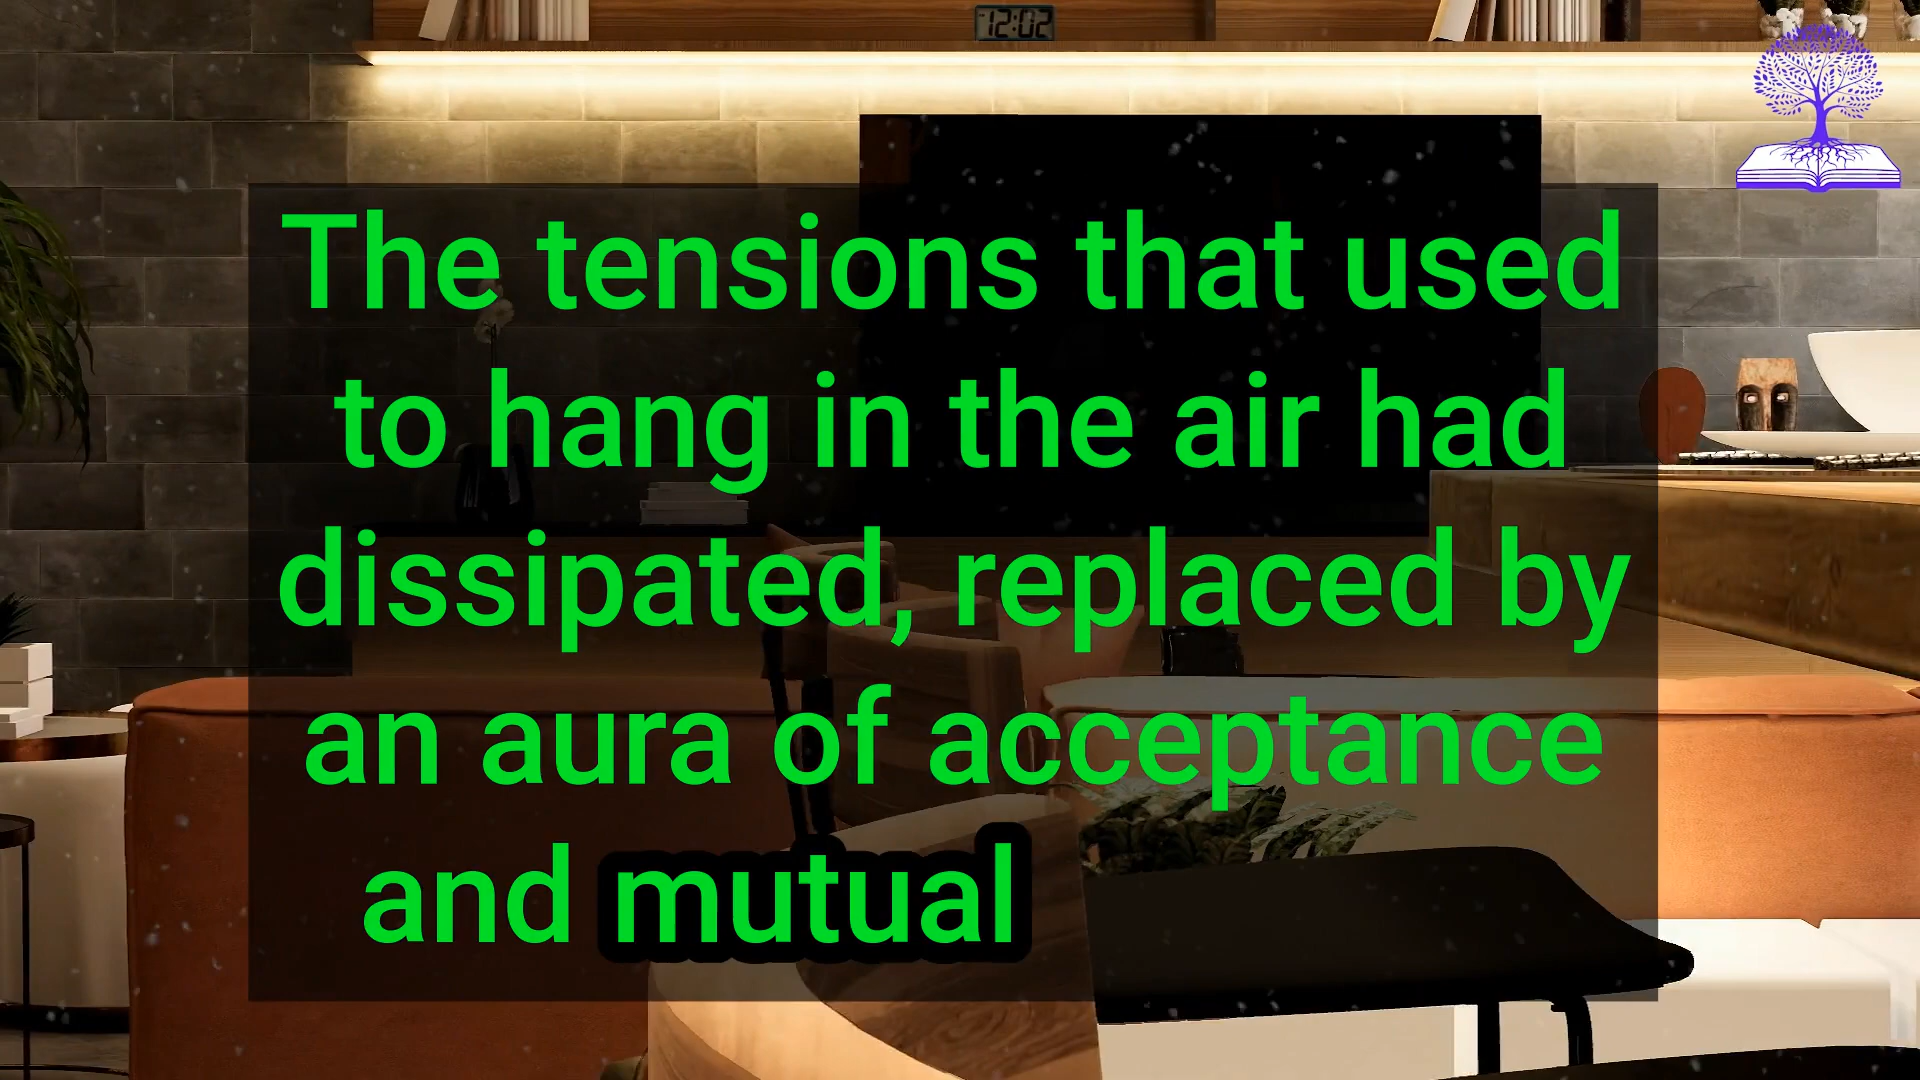 12:02
The tensions that used
to hang in the air had
dissipated, replaced by
an aura of acceptance
and mutual